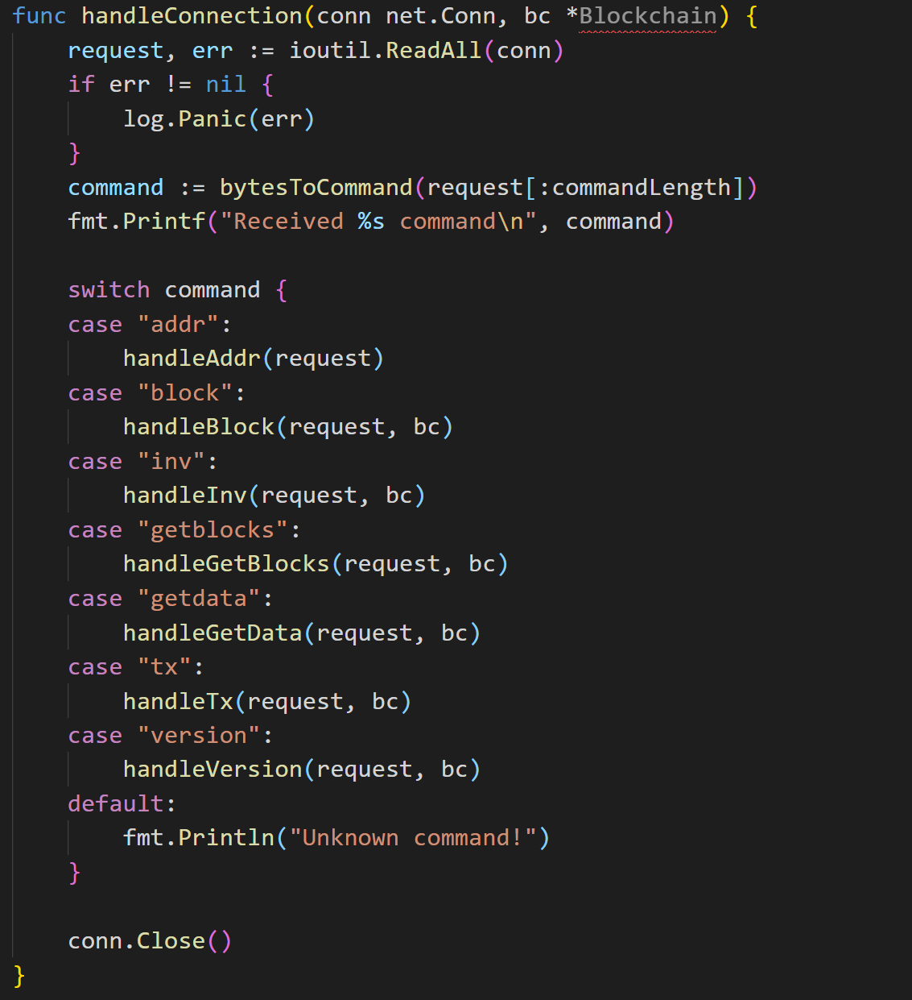 func handleConnection(conn net.Conn, bc *Blockchain) {
    request, err := ioutil.ReadAll(conn)
    if err != nil {
        log.Panic(err)
    }
    command := bytesToCommand(request[:commandLength])
    fmt.Printf("Received %s command\n", command)

    switch command {
    case "addr":
        handleAddr(request)
    case "block":
        handleBlock(request, bc)
    case "inv":
        handleInv(request, bc)
    case "getblocks":
        handleGetBlocks(request, bc)
    case "getdata":
        handleGetData(request, bc)
    case "tx":
        handleTx(request, bc)
    case "version":
        handleVersion(request, bc)
    default:
        fmt.Println("Unknown command!")
    }

    conn.Close()
}